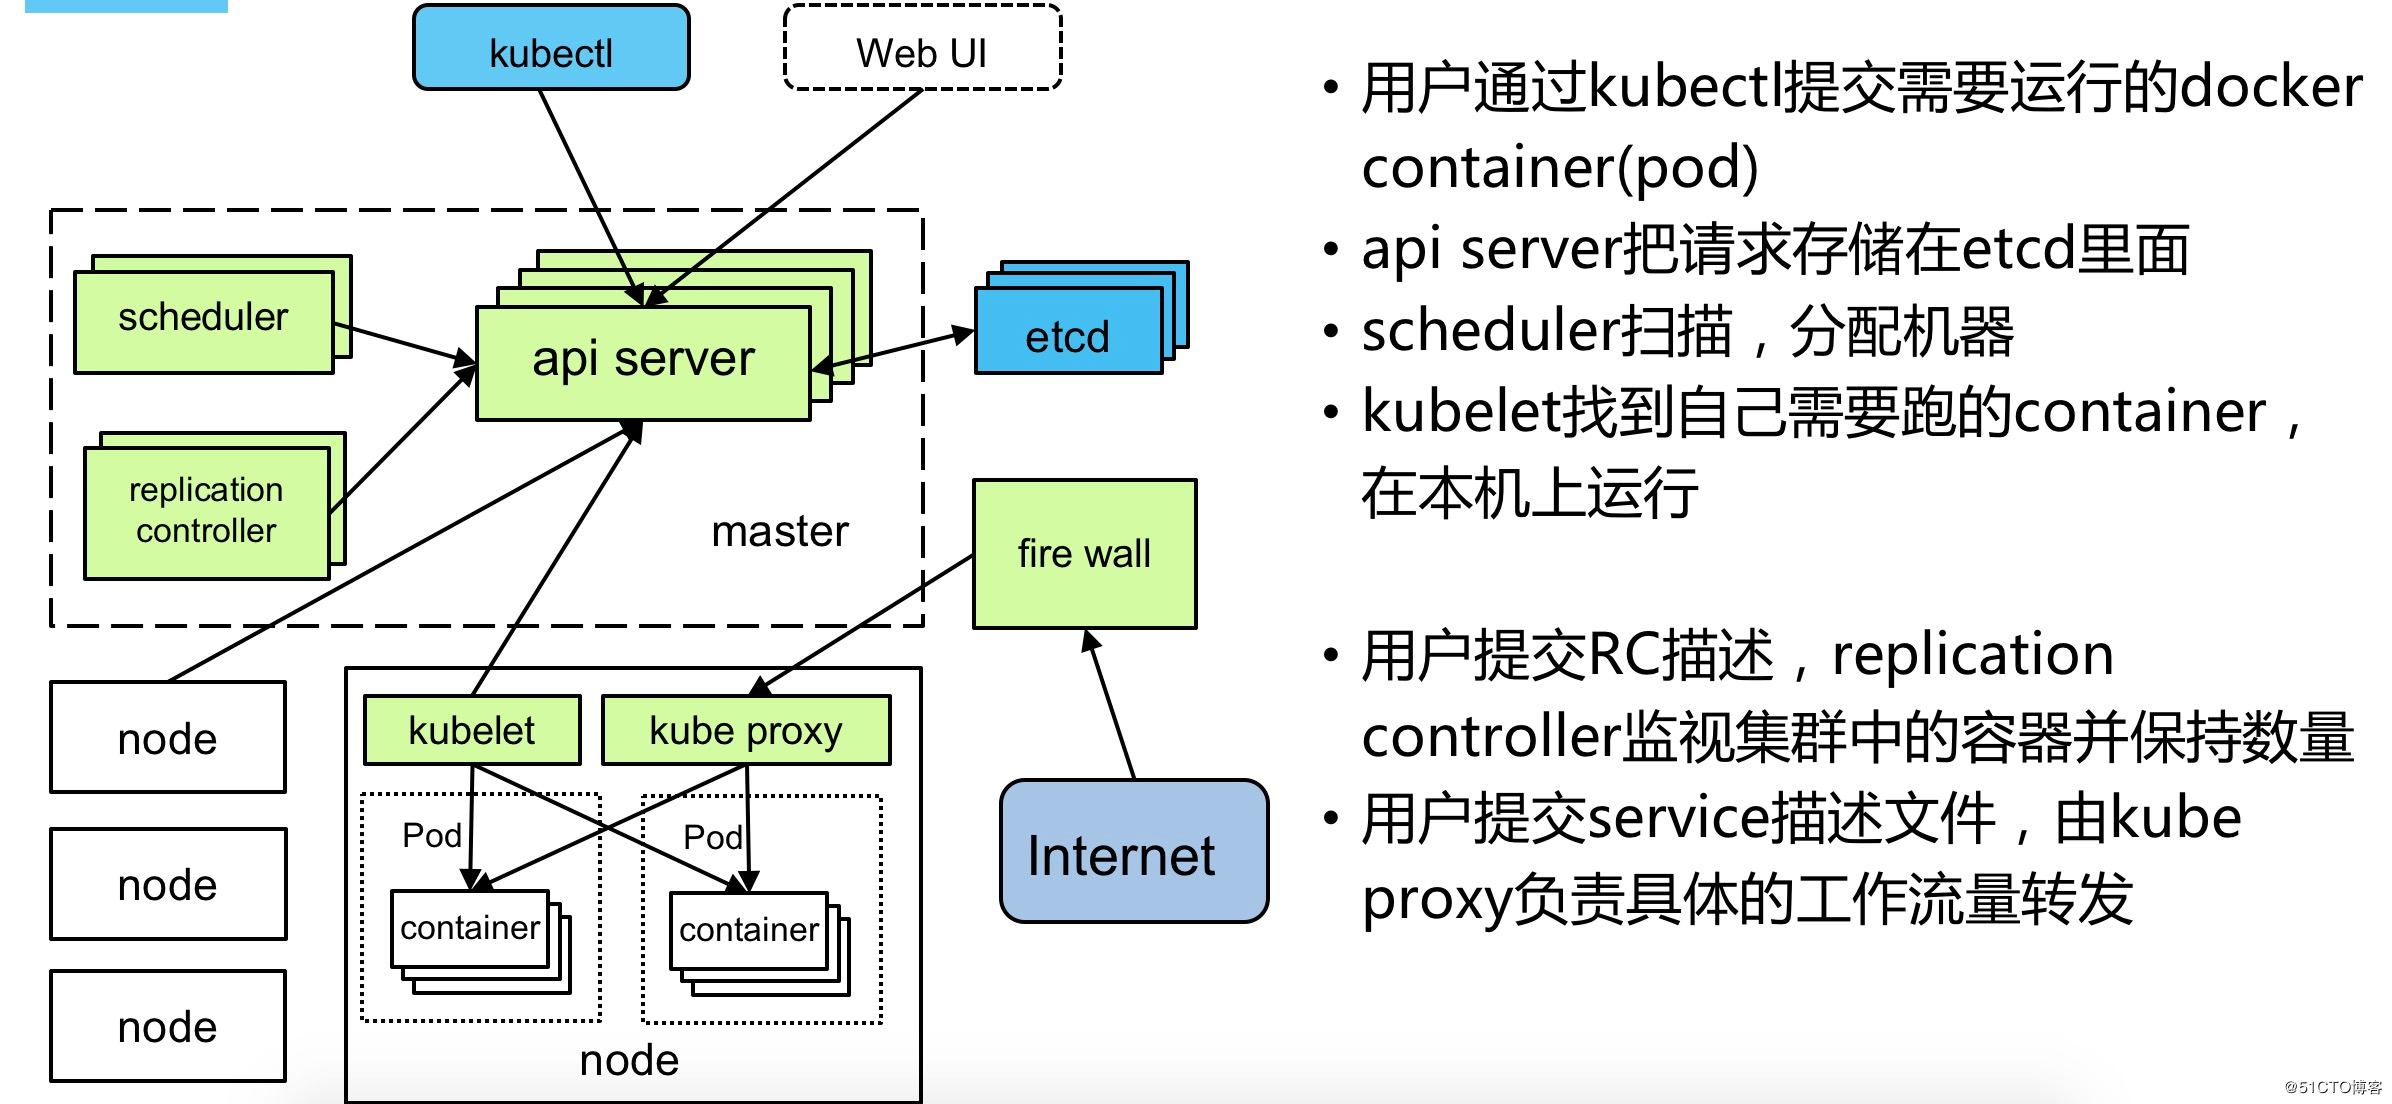 kubectl
Web UI
scheduler
api server
etcd
replication
controller
master
fire wall
node
kubelet
kube proxy
Pod
Pod
container
container
node
node
node
Internet
• 用户通过kubectl提交需要运行的docker
container(pod)
• api server把请求存储在etcd里面
• scheduler扫描，分配机器
• kubelet找到自己需要跑的container，
在本机上运行
• 用户提交RC描述，replication
controller监视集群中的容器并保持数量
• 用户提交service描述文件，由kube
proxy负责具体的工作流量转发
@51CTO博客